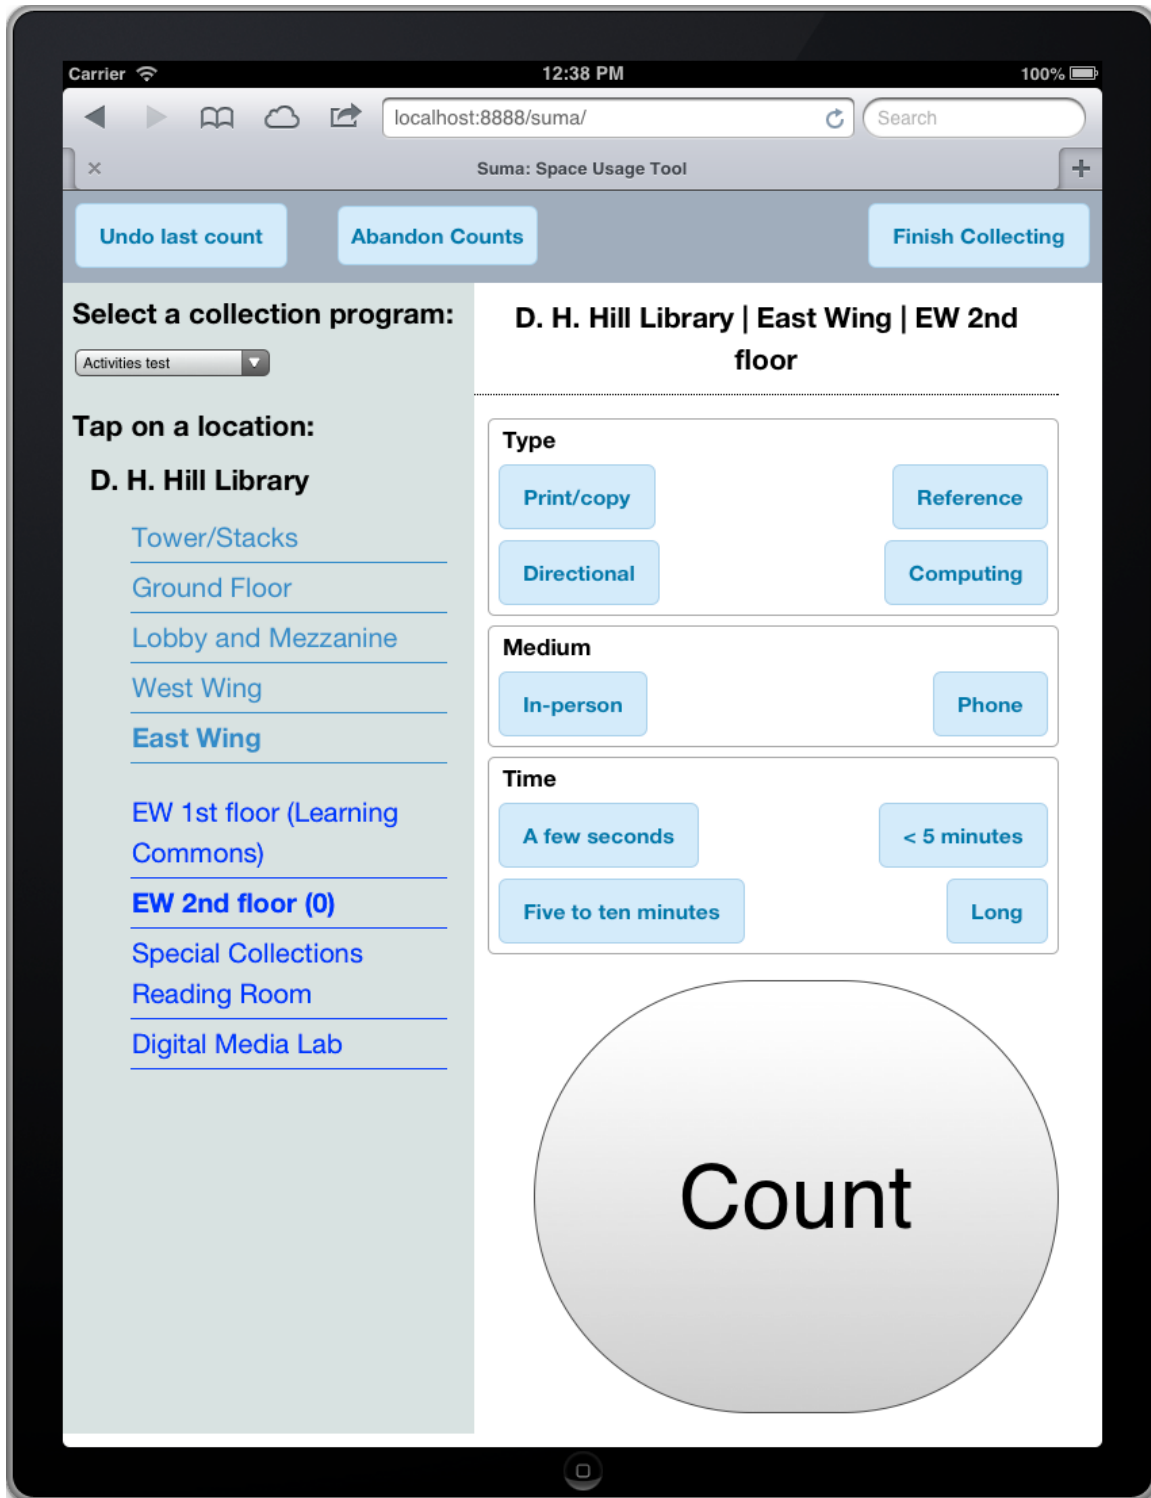 Carrier 12:38 PM 100%
localhost:8888/suma/ Search
Suma: Space Usage Tool
Undo last count Abandon Counts Finish Collecting
Select a collection program:
Activities test
Tap on a location:
D. H. Hill Library
Tower/Stacks
Ground Floor
Lobby and Mezzanine
West Wing
East Wing
EW 1st floor (Learning
Commons)
EW 2nd floor (0)
Special Collections
Reading Room
Digital Media Lab
D. H. Hill Library | East Wing | EW 2nd
floor
Type
Print/copy Reference
Directional Computing
Medium
In-person Phone
Time
A few seconds < 5 minutes
Five to ten minutes Long
Count